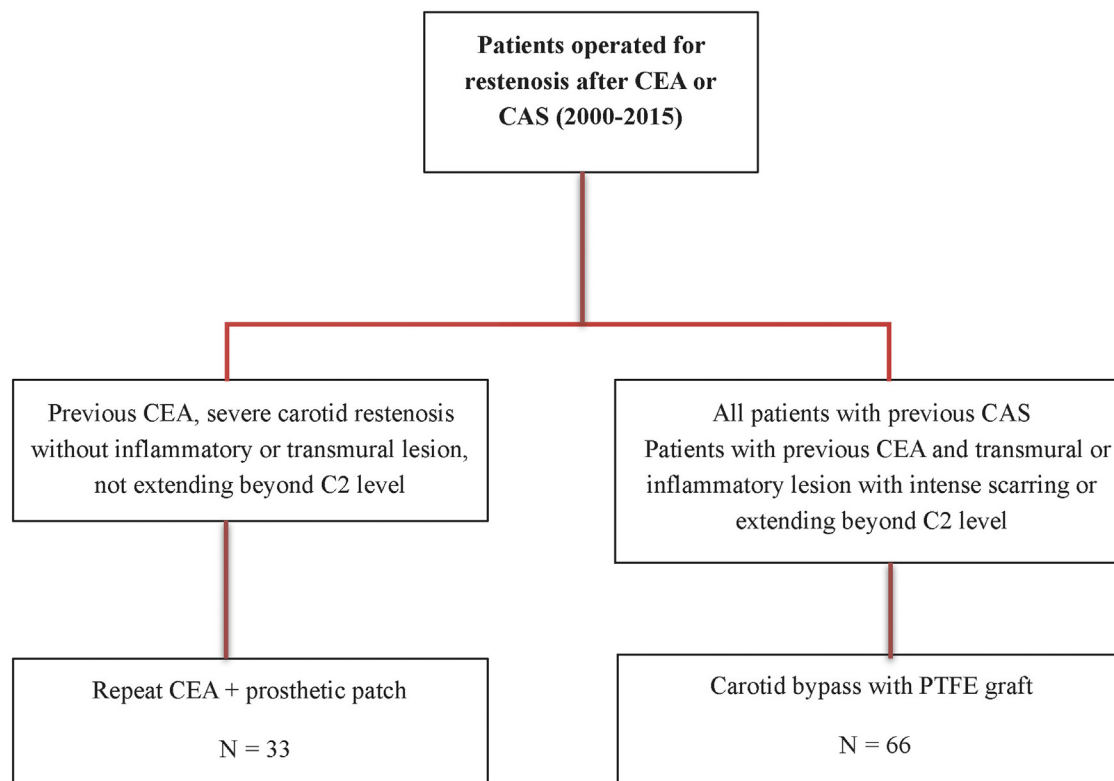 Patients operated for
restenosis after CEA or
CAS (2000-2015)
Previous CEA, severe carotid restenosis
without inflammatory or transmural lesion,
not extending beyond C2 level
All patients with previous CAS
Patients with previous CEA and transmural or
inflammatory lesion with intense scarring or
extending beyond C2 level
Repeat CEA + prosthetic patch
N = 33
Carotid bypass with PTFE graft
N = 66